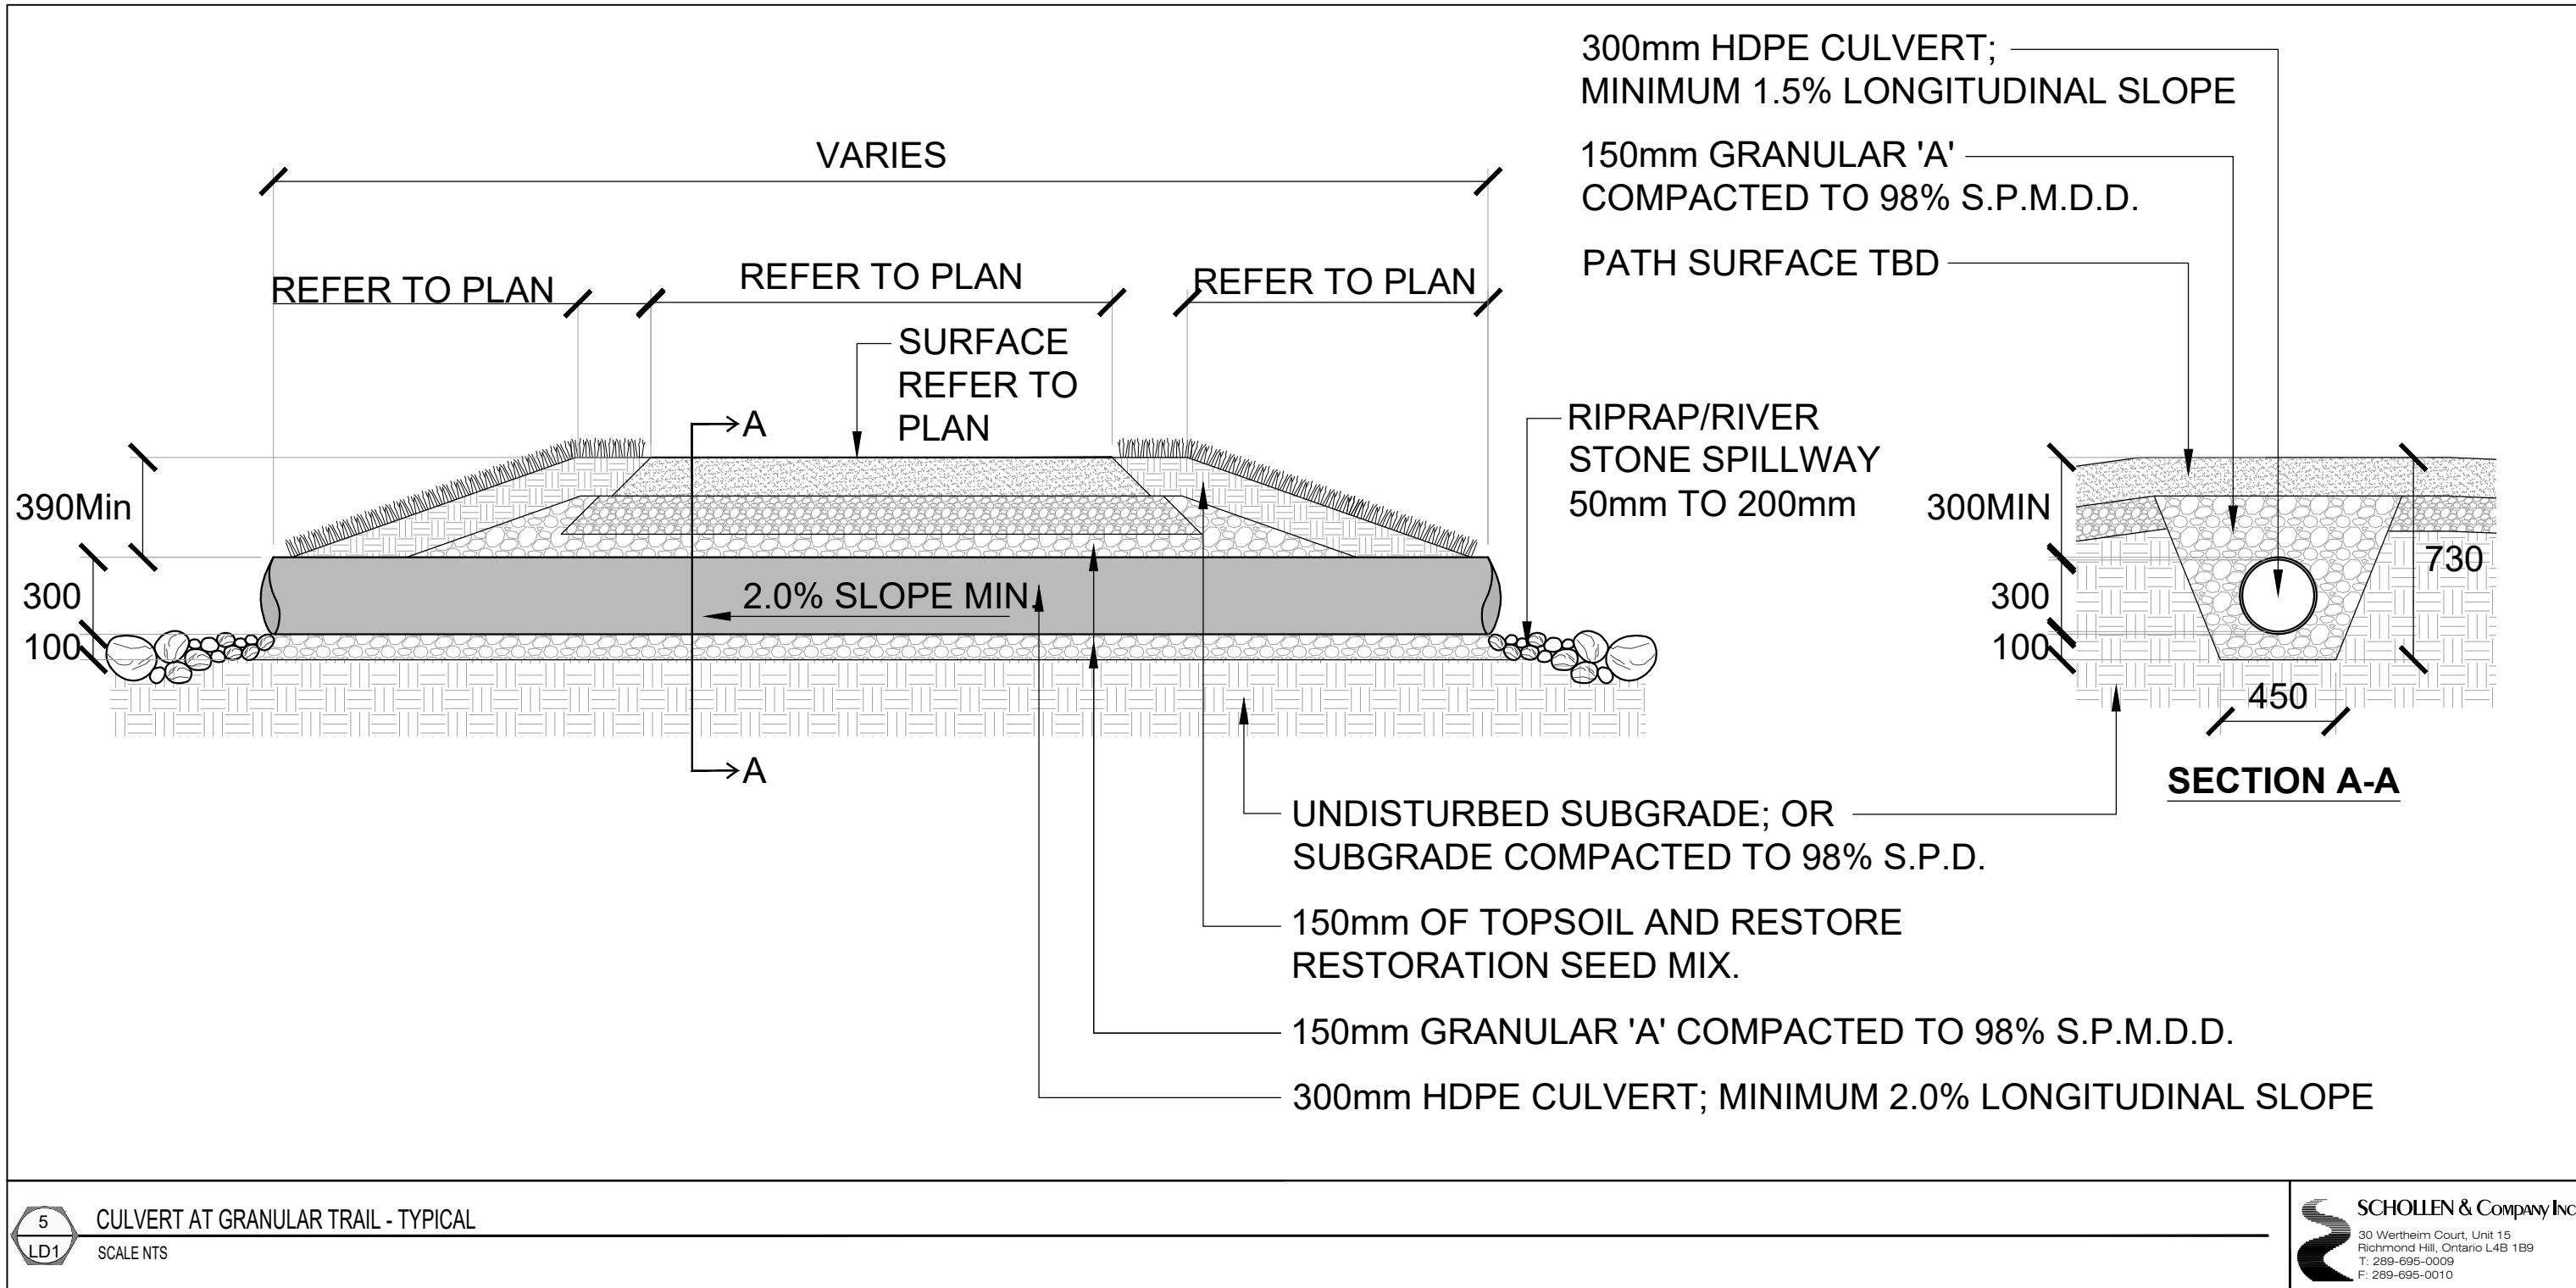 300mm HDPE CULVERT;
MINIMUM 1.5% LONGITUDINAL SLOPE
150mm GRANULAR 'A'
COMPACTED TO 98% S.P.M.D.D.
PATH SURFACE TBD
VARIES
REFER TO PLAN
REFER TO PLAN
REFER TO PLAN
SURFACE
REFER TO
PLAN
A
A
390Min
300
100
2.0% SLOPE MIN.
RIPRAP/RIVER
STONE SPILLWAY
50mm TO 200mm
300MIN
300
100
730
450
SECTION A-A
UNDISTURBED SUBGRADE; OR
SUBGRADE COMPACTED TO 98% S.P.D.
150mm OF TOPSOIL AND RESTORE
RESTORATION SEED MIX.
150mm GRANULAR 'A' COMPACTED TO 98% S.P.M.D.D.
300mm HDPE CULVERT; MINIMUM 2.0% LONGITUDINAL SLOPE
5
LD1
CULVERT AT GRANULAR TRAIL - TYPICAL
SCALE NTS
SCHOLLEN & Company Inc
30 Wertheim Court, Unit 15
Richmond Hill, Ontario L4B 1B9
T: 289-695-0009
F: 289-695-0010